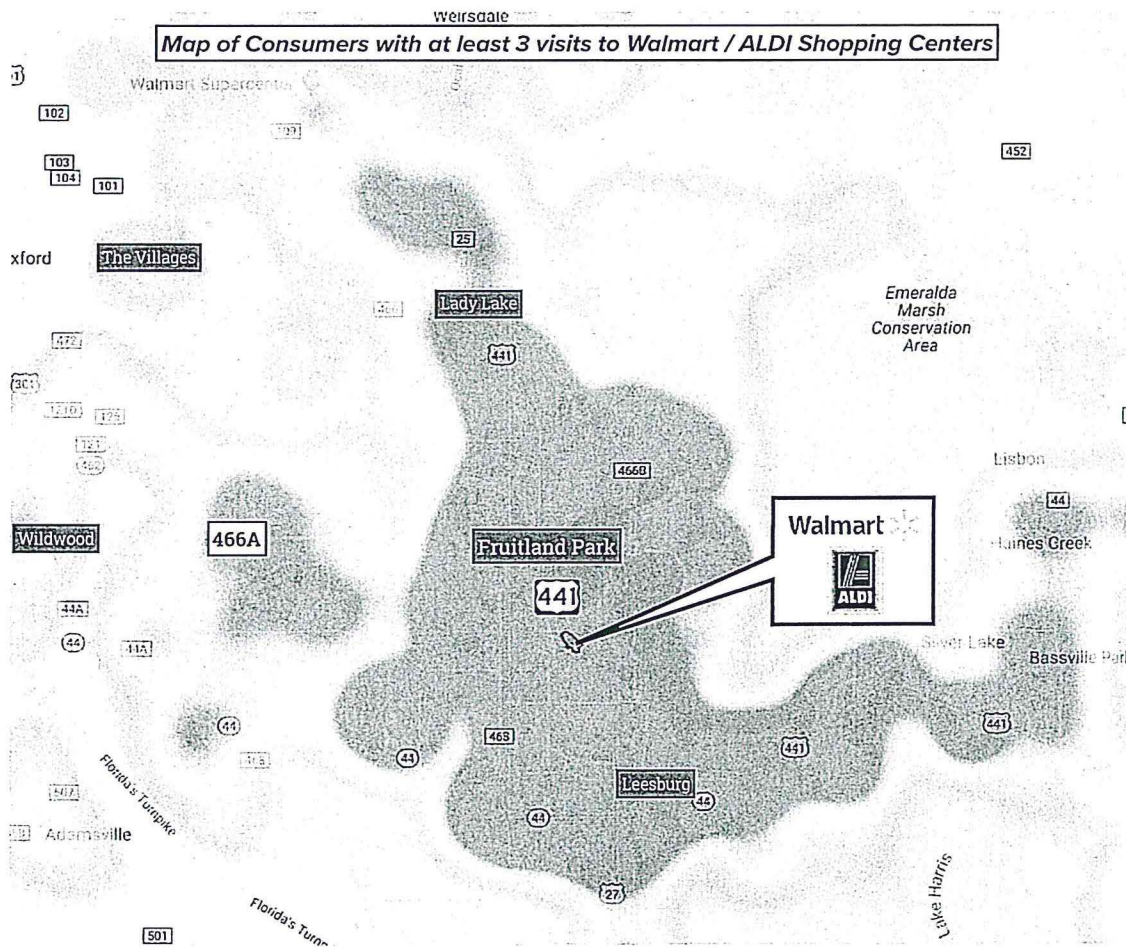 Weirsdale
Map of Consumers with at least 3 visits to Walmart / ALDI Shopping Centers
Walmart Supercenter
102
109
452
103
104
101
25
xford
The Villages
Lady Lake
466
Emeralda
Marsh
Conservation
Area
441
472
301
466B
Lisbon
44
Wildwood
466A
Fruitland Park
Walmart
Haines Creek
441
ALDI
44A
44
44A
Silver Lake
Bassville Park
44
468
441
441
44
Leesburg
44
44
Florida's Turnpike
Adamsville
27
Lake Harris
Florida's Turnp
501